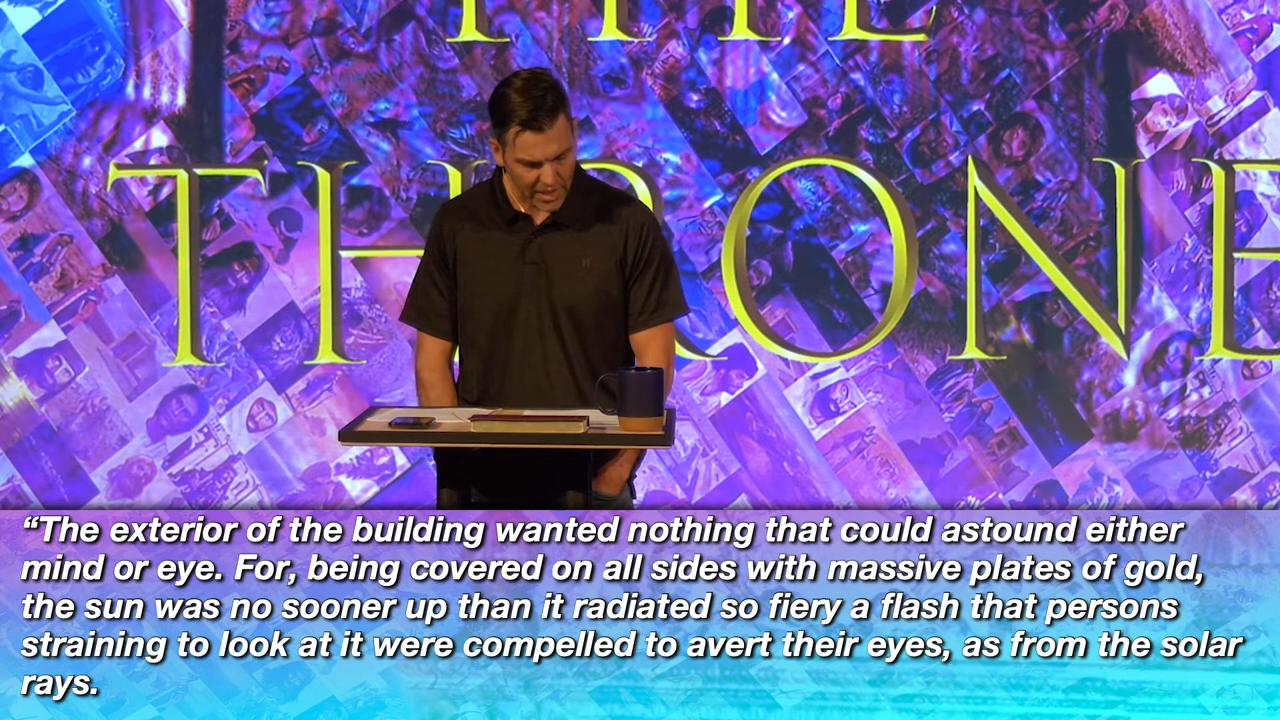 THE
THRONE
“The exterior of the building wanted nothing that could astound either
mind or eye. For, being covered on all sides with massive plates of gold,
the sun was no sooner up than it radiated so fiery a flash that persons
straining to look at it were compelled to avert their eyes, as from the solar
rays.